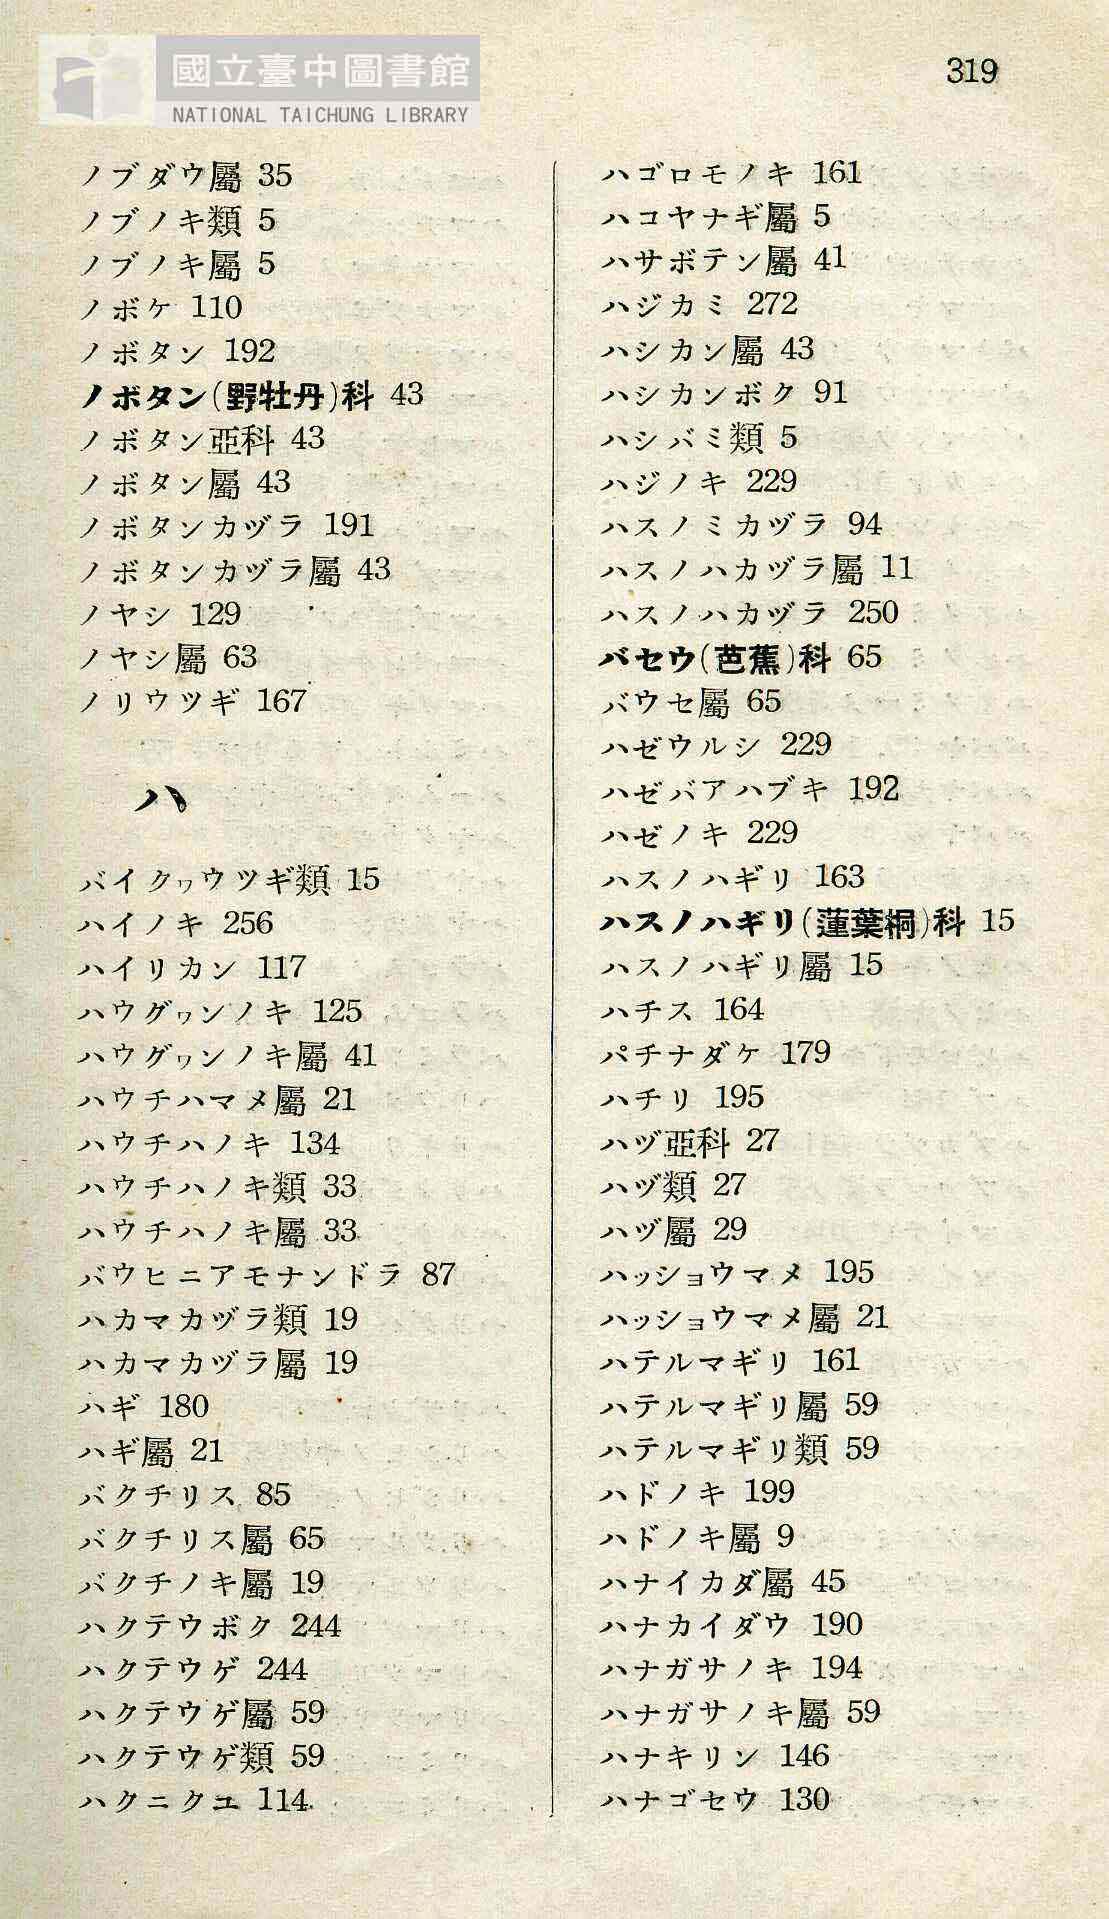 國立臺中圖書館
NATIONAL TAICHUNG LIBRARY
319
ノブダウ屬 35
ノブノキ類 5
ノブノキ屬 5
ノボケ 110
ノボタン 192
ノボタン(野牡丹)科 43
ノボタン亞科 43
ノボタン屬 43
ノボタンカヅラ 191
ノボタンカヅラ屬 43
ノヤシ 129
ノヤシ屬 63
ノリウツギ 167
ハ
バイクヮウツギ類 15
ハイノキ 256
ハイリカン 117
ハウグヮンノキ 125
ハウグヮンノキ屬 41
ハウチハマメ屬 21
ハウチハノキ 134
ハウチハノキ類 33
ハウチハノキ屬 33
バウヒニアモナンドラ 87
ハカマカヅラ類 19
ハカマカヅラ屬 19
ハギ 180
ハギ屬 21
バクチリス 85
バクチリス屬 65
バクチノキ屬 19
ハクテウボク 244
ハクテウゲ 244
ハクテウゲ屬 59
ハクテウゲ類 59
ハクニクユ 114
ハゴロモノキ 161
ハコヤナギ屬 5
ハサボテン屬 41
ハジカミ 272
ハシカン屬 43
ハシカンボク 91
ハシバミ類 5
ハジノキ 229
ハスノミカヅラ 94
ハスノハカヅラ屬 11
ハスノハカヅラ 250
バセウ(芭蕉)科 65
バウセ屬 65
ハゼウルシ 229
ハゼバアハブキ 192
ハゼノキ 229
ハスノハギリ 163
ハスノハギリ(蓮葉桐)科 15
ハスノハギリ屬 15
ハチス 164
パチナダケ 179
ハチリ 195
ハヅ亞科 27
ハヅ類 27
ハヅ屬 29
ハッショウマメ 195
ハッショウマメ屬 21
ハテルマギリ 161
ハテルマギリ屬 59
ハテルマギリ類 59
ハドノキ 199
ハドノキ屬 9
ハナイカダ屬 45
ハナカイダウ 190
ハナガサノキ 194
ハナガサノキ屬 59
ハナキリン 146
ハナゴセウ 130